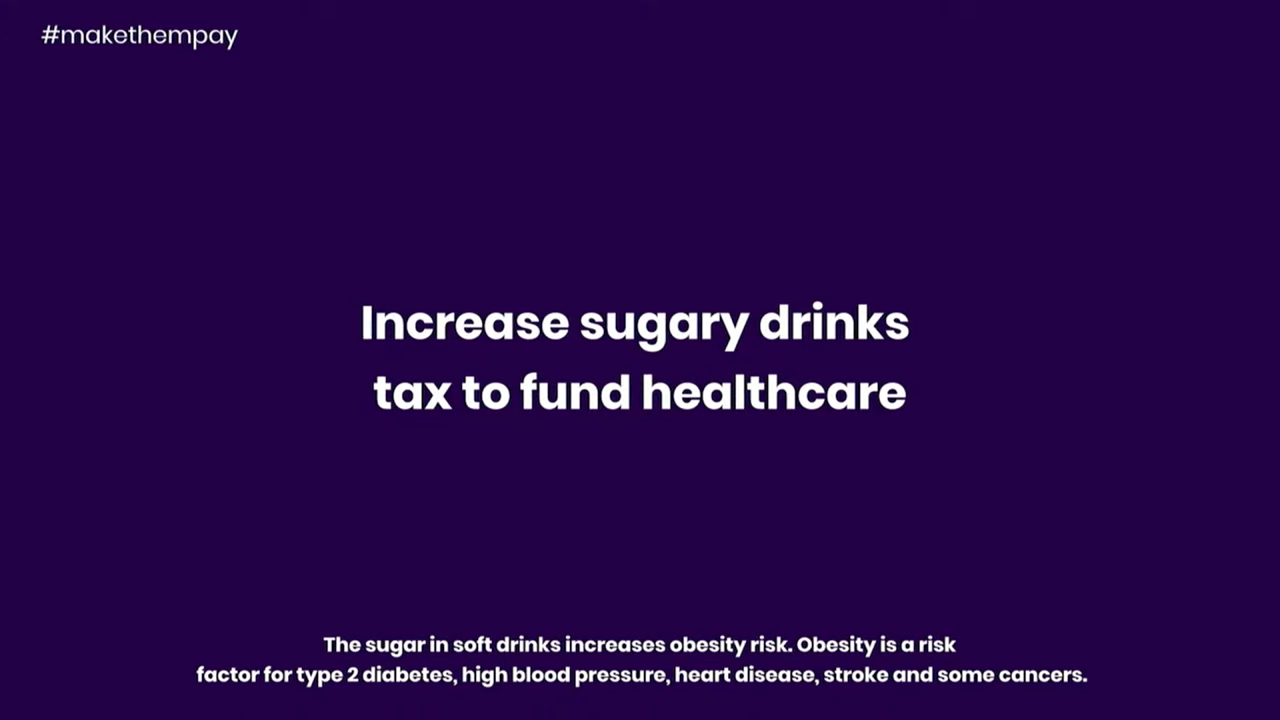 #makethempay
Increase sugary drinks
tax to fund healthcare
The sugar in soft drinks increases obesity risk. Obesity is a risk
factor for type 2 diabetes, high blood pressure, heart disease, stroke and some cancers.